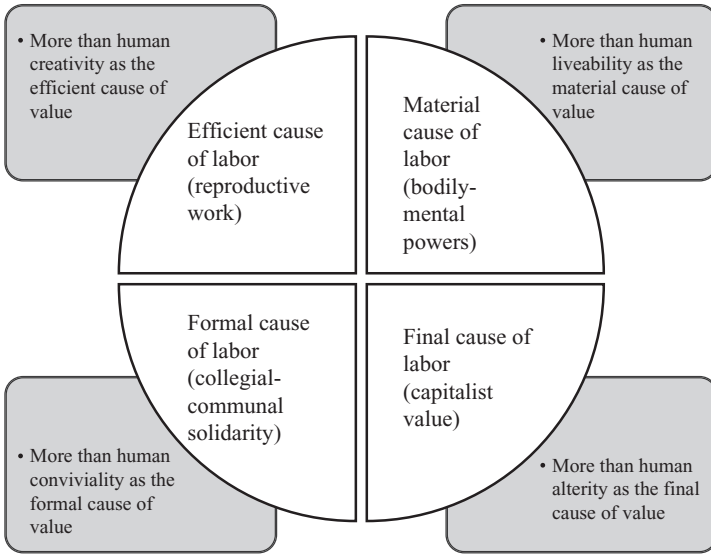 • More than human
creativity as the
efficient cause of
value
• More than human
liveability as the
material cause of
value
Efficient cause
of labor
(reproductive
work)
Material
cause of
labor
(bodily-
mental
powers)
Formal cause
of labor
(collegial-
communal
solidarity)
Final cause of
labor
(capitalist
value)
• More than human
conviviality as the
formal cause of
value
• More than human
alterity as the final
cause of value